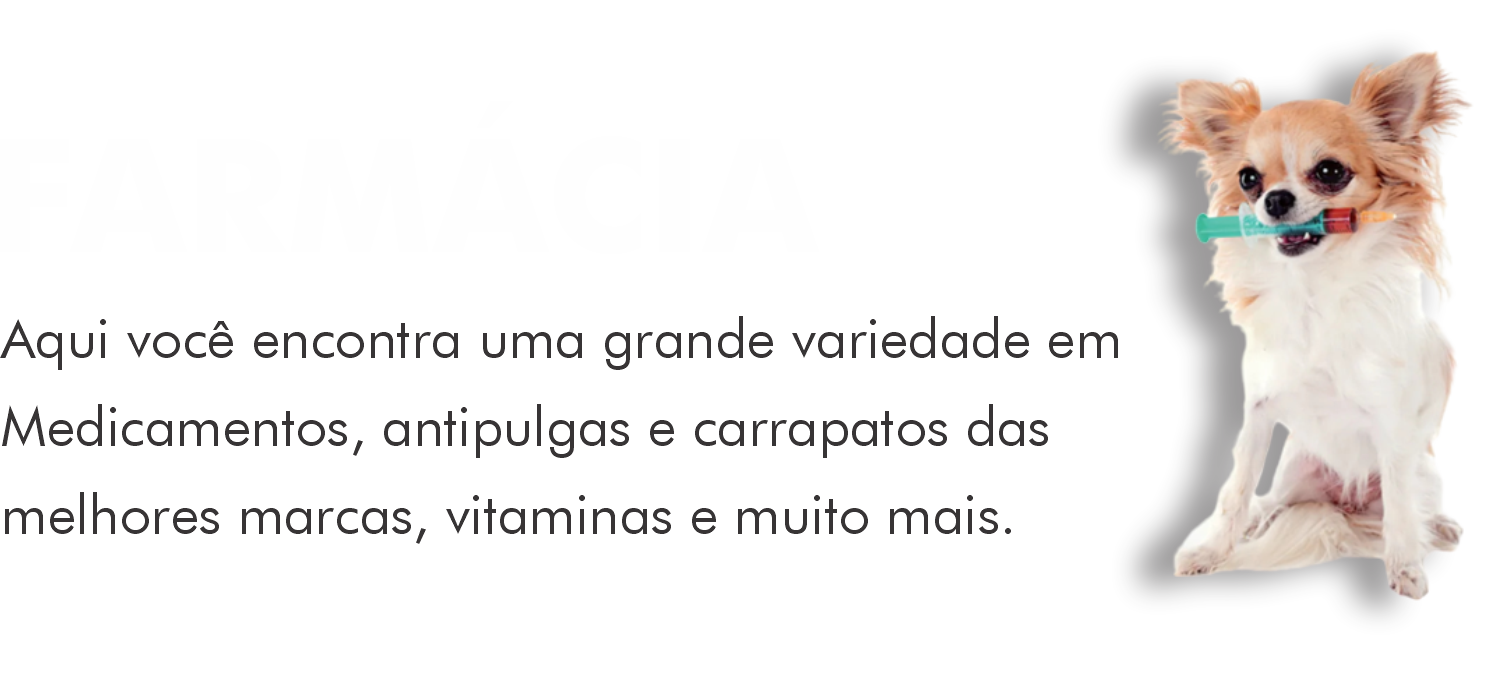 FARMÁCIA
Aqui você encontra uma grande variedade em
Medicamentos, antipulgas e carrapatos das
melhores marcas, vitaminas e muito mais.